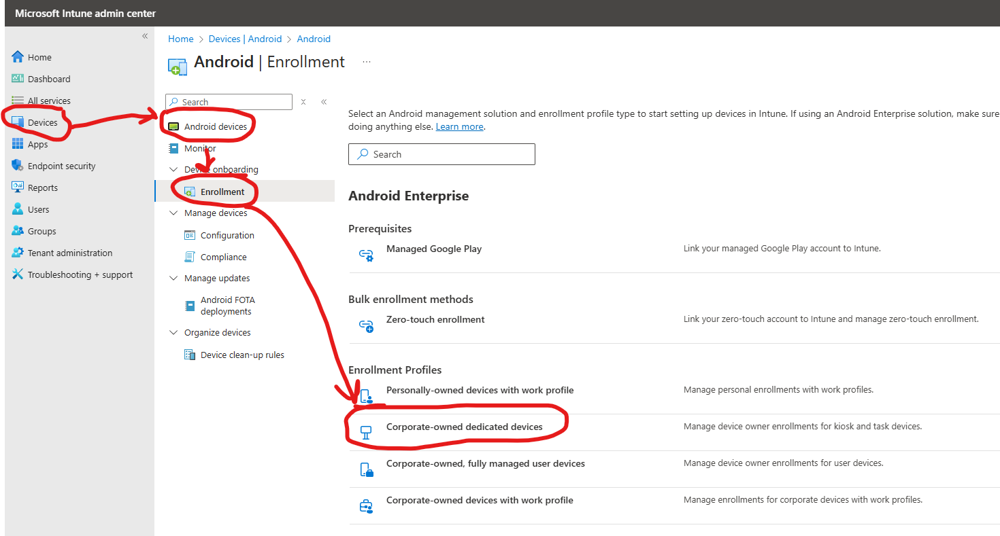 Microsoft Intune admin center
Home
Dashboard
All services
Devices
Apps
Endpoint security
Reports
Users
Groups
Tenant administration
Troubleshooting + support
Home > Devices | Android > Android
Android | Enrollment ...
Search
Android devices
Monitor
Device onboarding
Enrollment
Manage devices
Configuration
Compliance
Manage updates
Android FOTA
deployments
Organize devices
Device clean-up rules
Select an Android management solution and enrollment profile type to start setting up devices in Intune. If using an Android Enterprise solution, make sure
doing anything else. Learn more.
Search
Android Enterprise
Prerequisites
Managed Google Play
Link your managed Google Play account to Intune.
Bulk enrollment methods
Zero-touch enrollment
Link your zero-touch account to Intune and manage zero-touch enrollment.
Enrollment Profiles
Personally-owned devices with work profile
Manage personal enrollments with work profiles.
Corporate-owned dedicated devices
Manage device owner enrollments for kiosk and task devices.
Corporate-owned, fully managed user devices
Manage device owner enrollments for user devices.
Corporate-owned devices with work profile
Manage enrollments for corporate devices with work profiles.